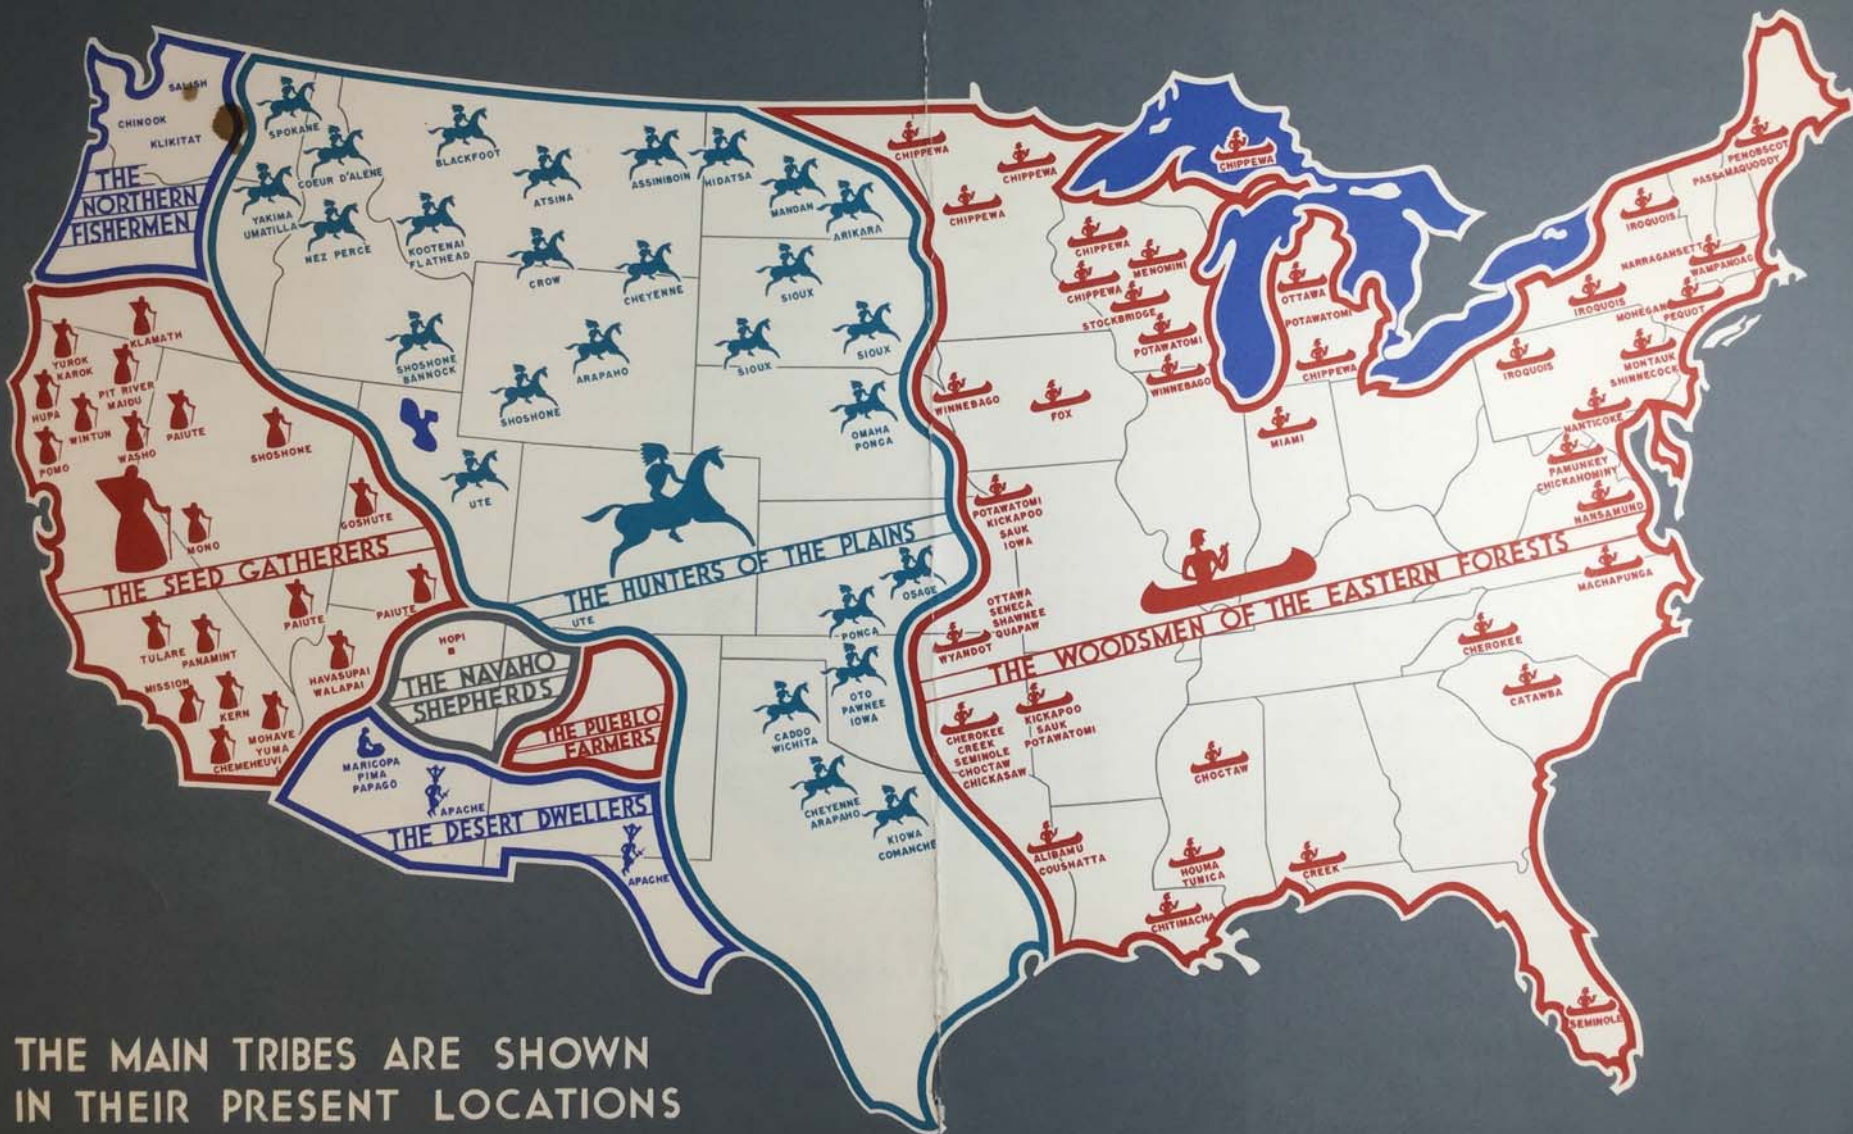 SALISH
CHINOOK
KLIKITAT
THE
NORTHERN
FISHERMEN
SPOKANE
COEUR D'ALENE
YAKIMA
UMATILLA
NEZ PERCE
BLACKFOOT
KOOTENAI
FLATHEAD
ATSINA
CROW
ASSINIBOIN
HIDATSA
MANDAN
ARIKARA
CHEYENNE
SIOUX
SIOUX
SIOUX
SHOSHONE
BANNOCK
SHOSHONE
ARAPAHO
OMAHA
PONCA
UTE
THE HUNTERS OF THE PLAINS
UTE
OSAGE
PONCA
OTO
PAWNEE
IOWA
CADDO
WICHITA
CHEYENNE
ARAPAHO
KIOWA
COMANCHE
YUROK
KAROK
KLAMATH
HUPA
PIT RIVER
MAIDU
WINTUN
POMO
WASHO
PAIUTE
SHOSHONE
GOSHUTE
MONO
THE SEED GATHERERS
PAIUTE
PAIUTE
TULARE
PANAMINT
MISSION
KERN
HAVASUPAI
WALAPAI
MOHAVE
YUMA
CHEMEHEUVI
HOPI
THE NAVAHO
SHEPHERDS
THE PUEBLO
FARMERS
MARICOPA
PIMA
PAPAGO
APACHE
THE DESERT DWELLERS
APACHE
CHIPPEWA
CHIPPEWA
CHIPPEWA
CHIPPEWA
CHIPPEWA
MENOMINI
CHIPPEWA
STOCKBRIDGE
POTAWATOMI
WINNEBAGO
OTTAWA
POTAWATOMI
CHIPPEWA
WINNEBAGO
FOX
MIAMI
PENOBSCOT
PASSAMAQUODDY
IROQUOIS
NARRAGANSETT
WAMPANOAG
IROQUOIS
MOHEGAN
PEQUOT
IROQUOIS
MONTAUK
SHINNECOCK
NANTICOKE
PAMUNKEY
CHICKAHOMINY
NANSAMUND
MACHAPUNGA
POTAWATOMI
KICKAPOO
SAUK
IOWA
OTTAWA
SENECA
SHAWNEE
QUAPAW
WYANDOT
THE WOODSMEN OF THE EASTERN FORESTS
CHEROKEE
CATAWBA
CHEROKEE
CREEK
SEMINOLE
CHOCTAW
CHICKASAW
KICKAPOO
SAUK
POTAWATOMI
CHOCTAW
ALIBAMU
COUSHATTA
HOUMA
TUNICA
CREEK
CHITIMACHA
SEMINOLE
THE MAIN TRIBES ARE SHOWN
IN THEIR PRESENT LOCATIONS